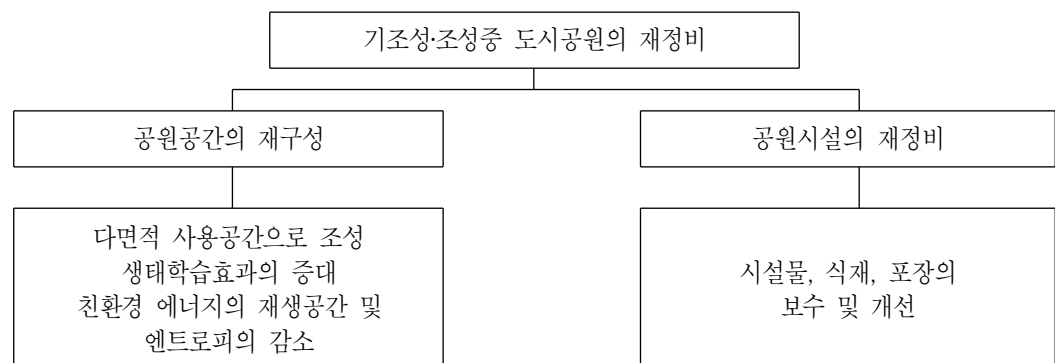 기조성·조성중 도시공원의 재정비
공원공간의 재구성
공원시설의 재정비
다면적 사용공간으로 조성
생태학습효과의 증대
친환경 에너지의 재생공간 및
엔트로피의 감소
시설물, 식재, 포장의
보수 및 개선